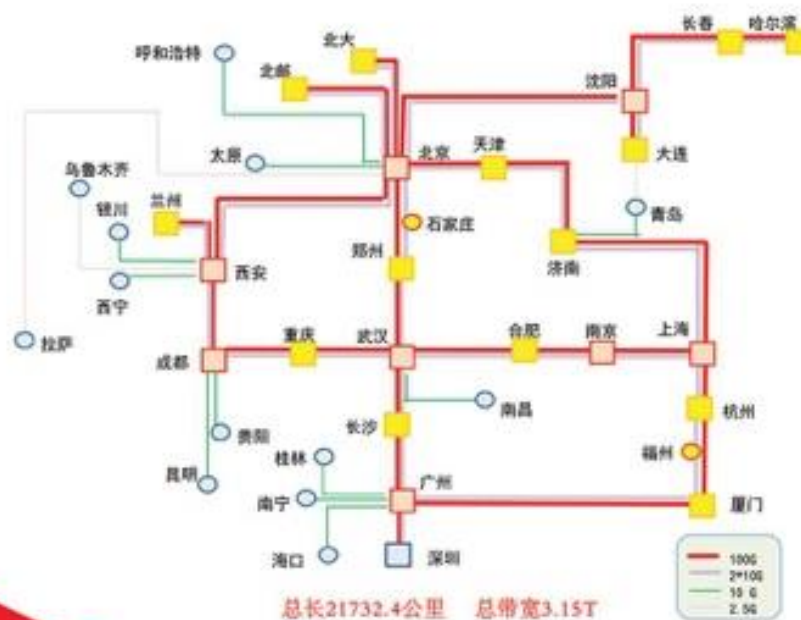 长春
哈尔滨
北大
呼和浩特
北邮
沈阳
太原
北京
天津
大连
乌鲁木齐
兰州
银川
石家庄
青岛
郑州
西安
济南
西宁
拉萨
成都
重庆
武汉
合肥
南京
上海
南昌
杭州
贵阳
长沙
桂林
福州
昆明
南宁
广州
厦门
海口
深圳
100G
2*10G
10 G
2.5G
总长21732.4公里 总带宽3.15T